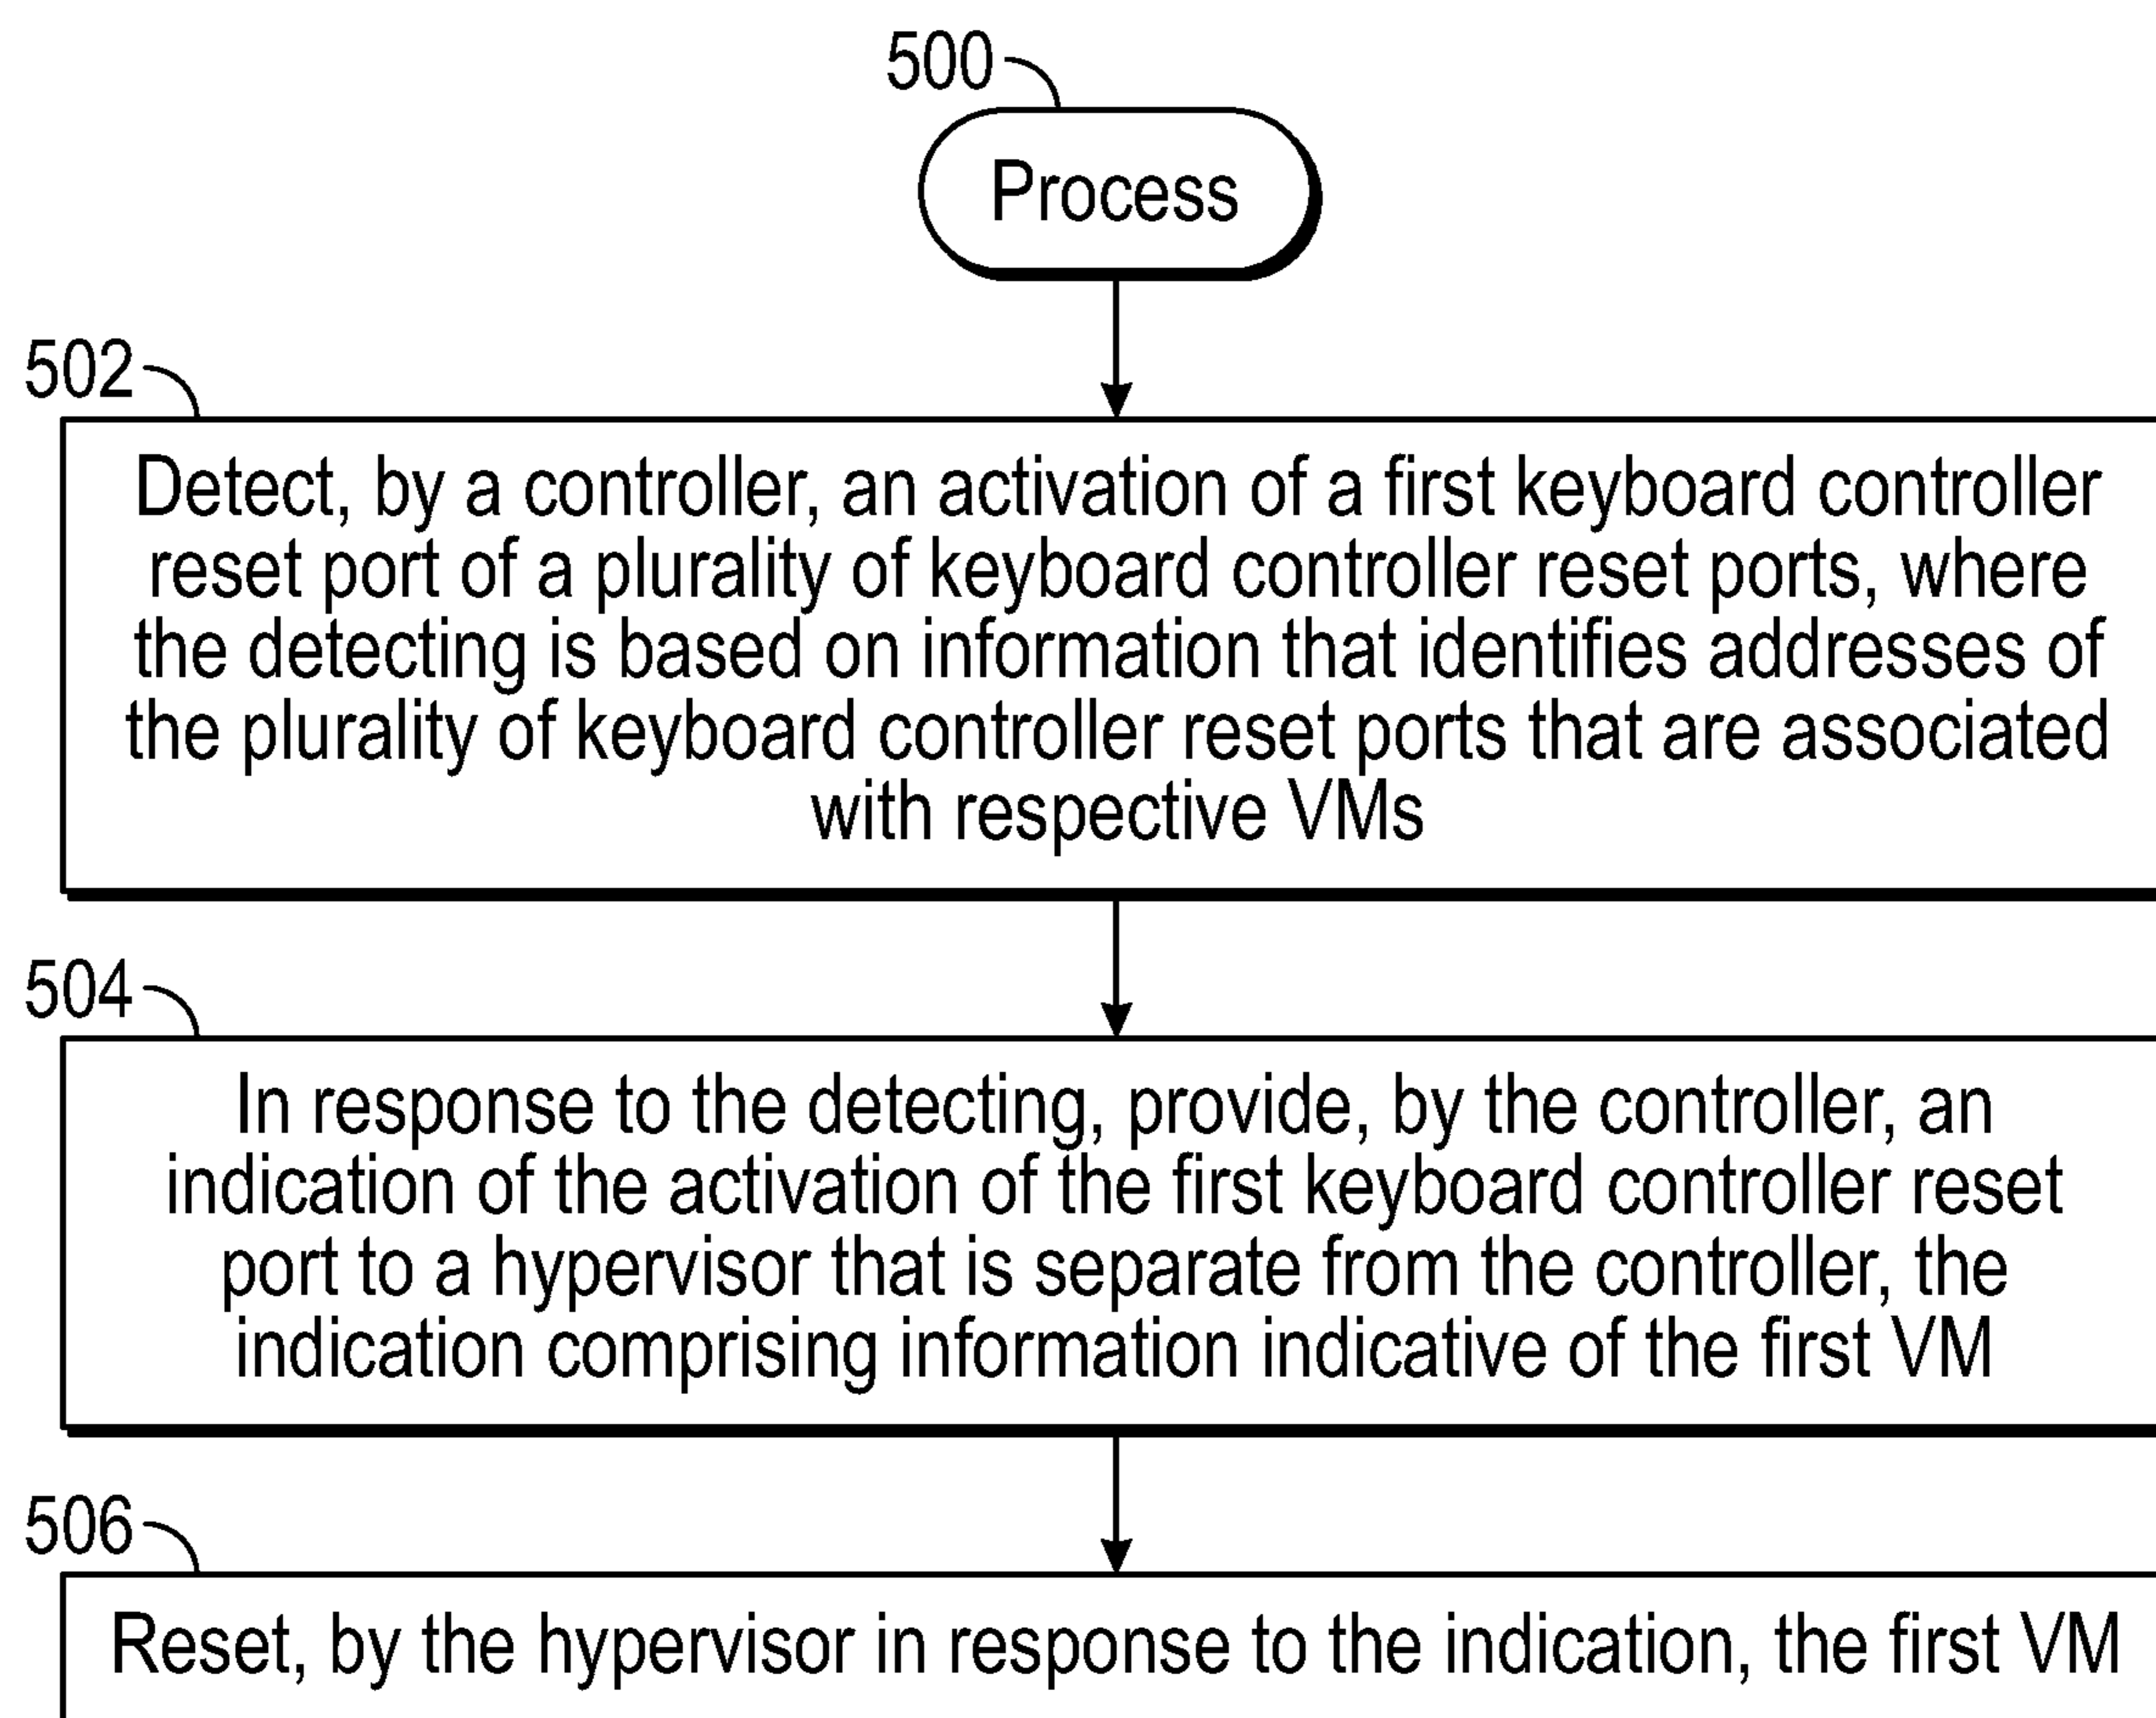 500
Process
502
Detect, by a controller, an activation of a first keyboard controller
reset port of a plurality of keyboard controller reset ports, where
the detecting is based on information that identifies addresses of
the plurality of keyboard controller reset ports that are associated
with respective VMs
504
In response to the detecting, provide, by the controller, an
indication of the activation of the first keyboard controller reset
port to a hypervisor that is separate from the controller, the
indication comprising information indicative of the first VM
506
Reset, by the hypervisor in response to the indication, the first VM